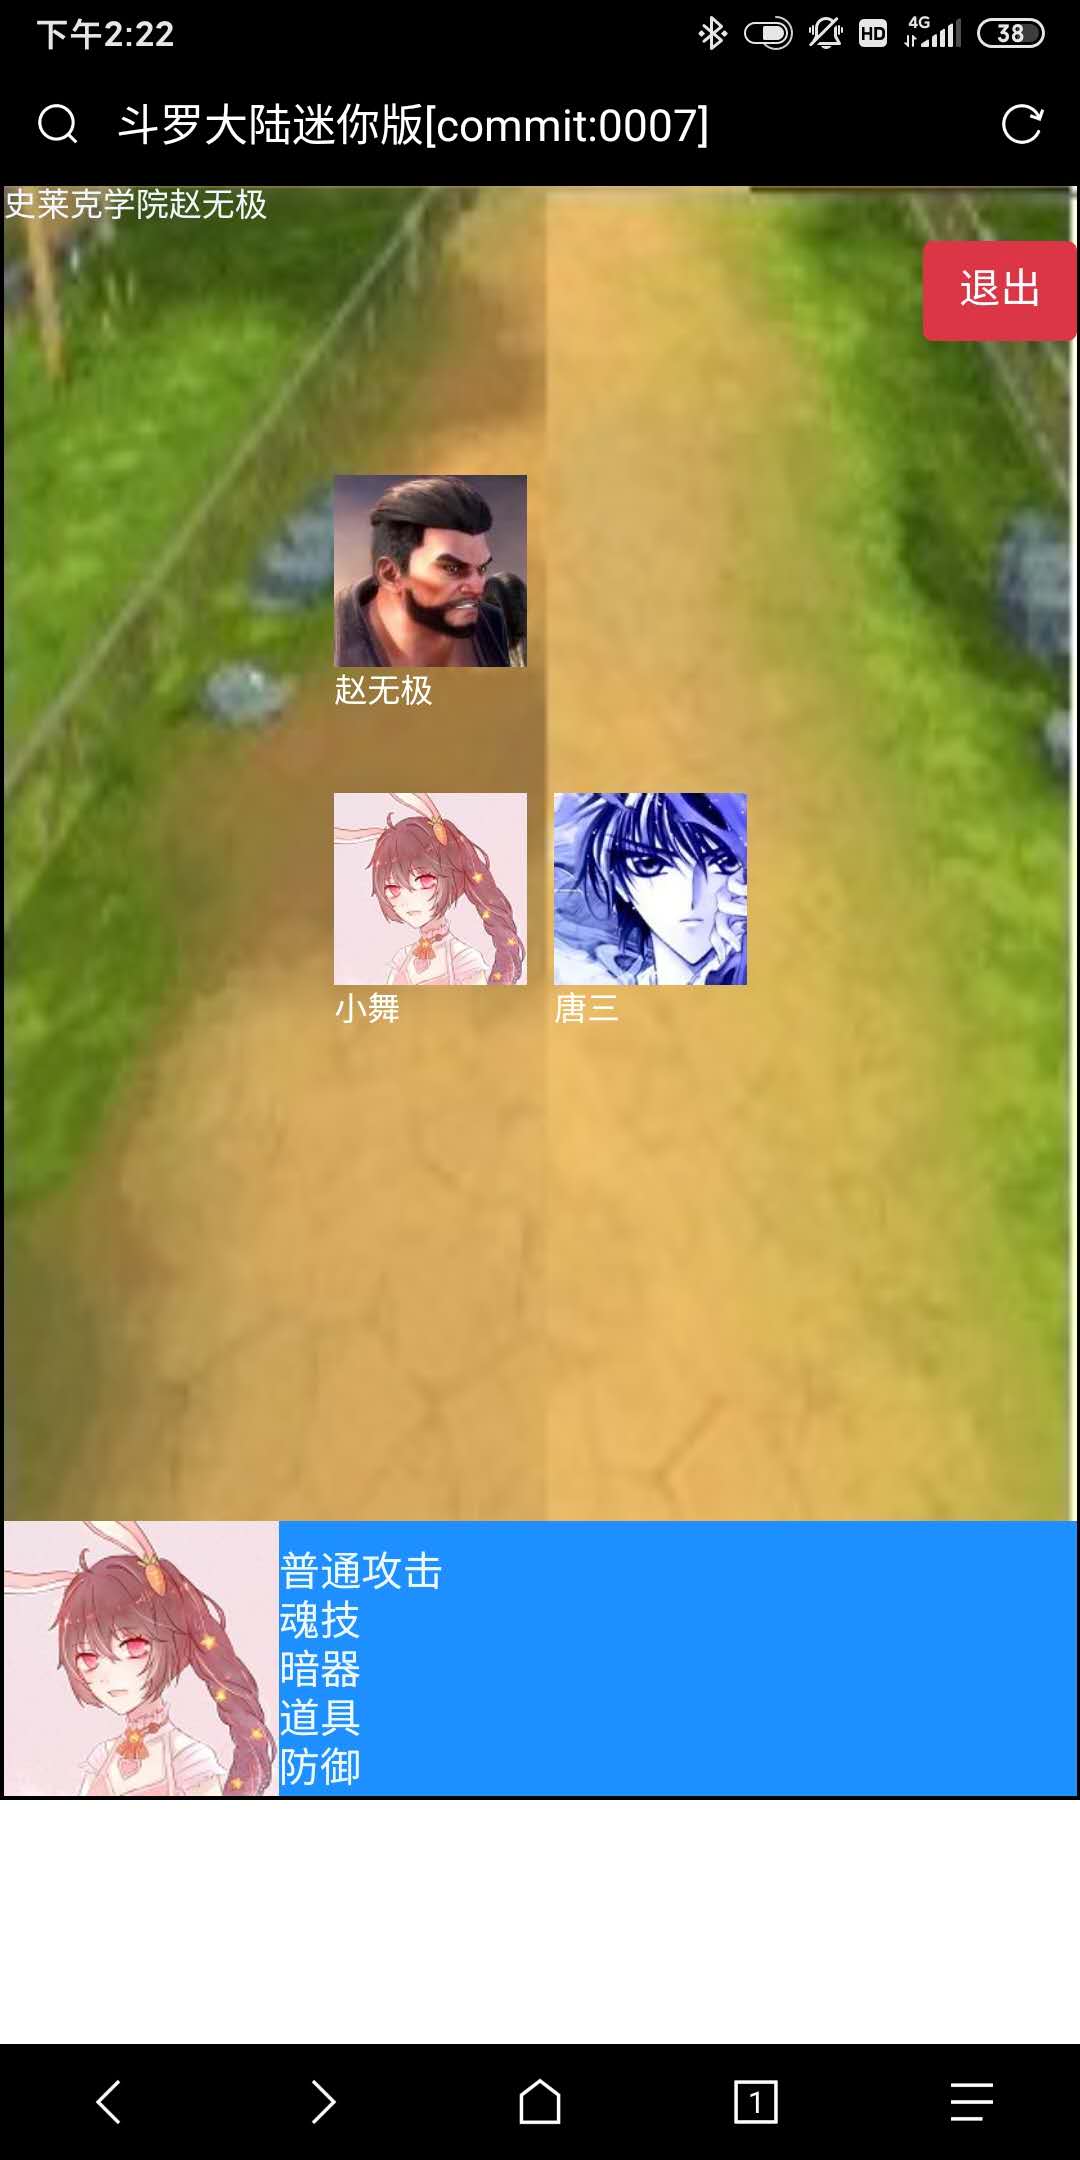 下午2:22
HD
4G
38
斗罗大陆迷你版[commit:0007]
史莱克学院赵无极
退出
赵无极
小舞
唐三
普通攻击
魂技
暗器
道具
防御
1